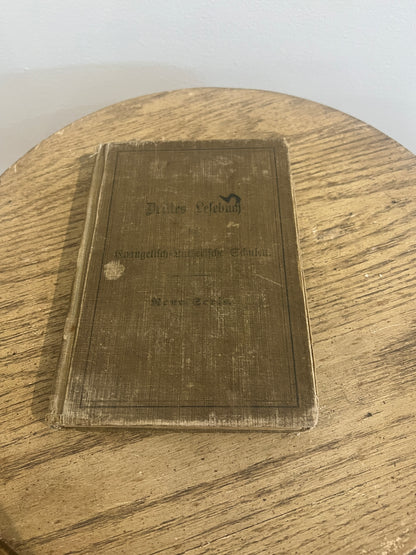 Drittes Lesebuch
Evangelisch-Lutherische Schulen.
Neue Serie.